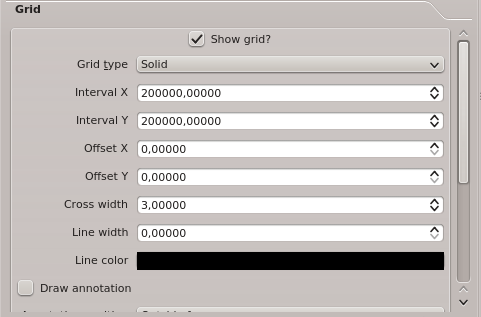 Grid
Show grid?
Grid type Solid
Interval X 200000,00000
Interval Y 200000,00000
Offset X 0,00000
Offset Y 0,00000
Cross width 3,00000
Line width 0,00000
Line color
Draw annotation